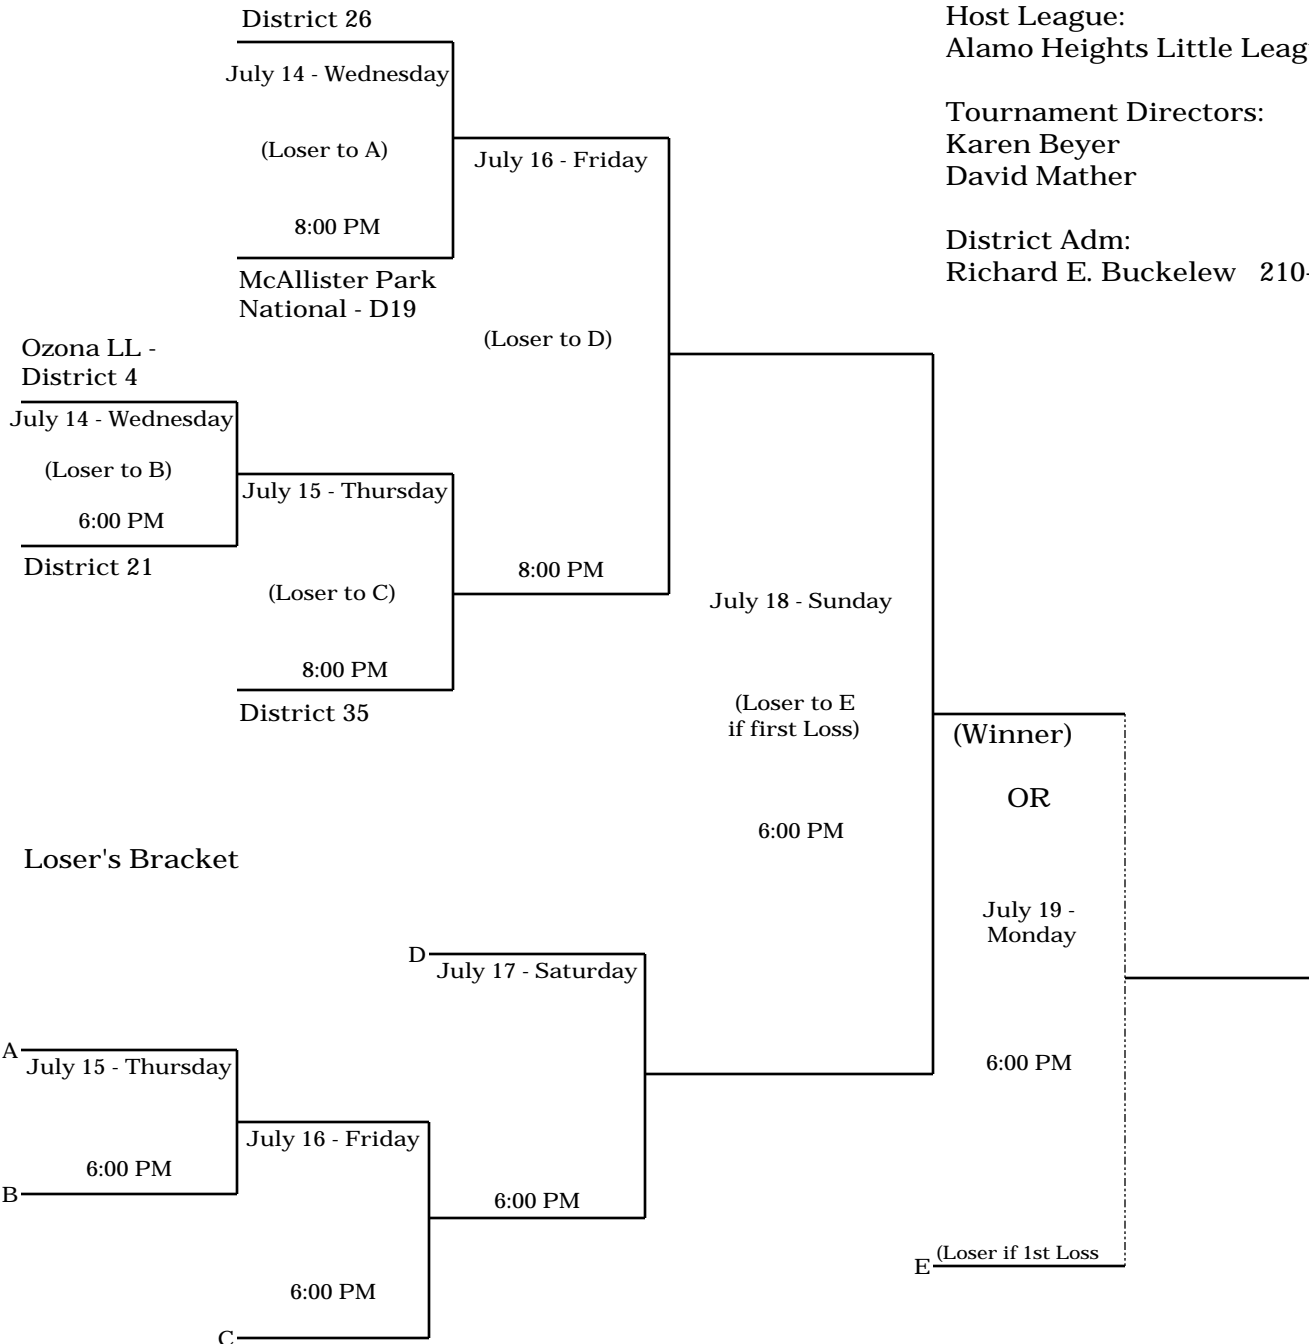 District 26
Host League:
Alamo Heights Little Leag
July 14 - Wednesday
(Loser to A)
8:00 PM
McAllister Park
National - D19
Tournament Directors:
Karen Beyer
David Mather
District Adm:
Richard E. Buckelew 210-
July 16 - Friday
(Loser to D)
8:00 PM
Ozona LL -
District 4
July 14 - Wednesday
(Loser to B)
6:00 PM
District 21
July 15 - Thursday
(Loser to C)
8:00 PM
District 35
July 18 - Sunday
(Loser to E
if first Loss)
6:00 PM
(Winner)
OR
July 19 -
Monday
6:00 PM
Loser's Bracket
D
July 17 - Saturday
6:00 PM
A
July 15 - Thursday
6:00 PM
B
July 16 - Friday
6:00 PM
C
E
(Loser if 1st Loss